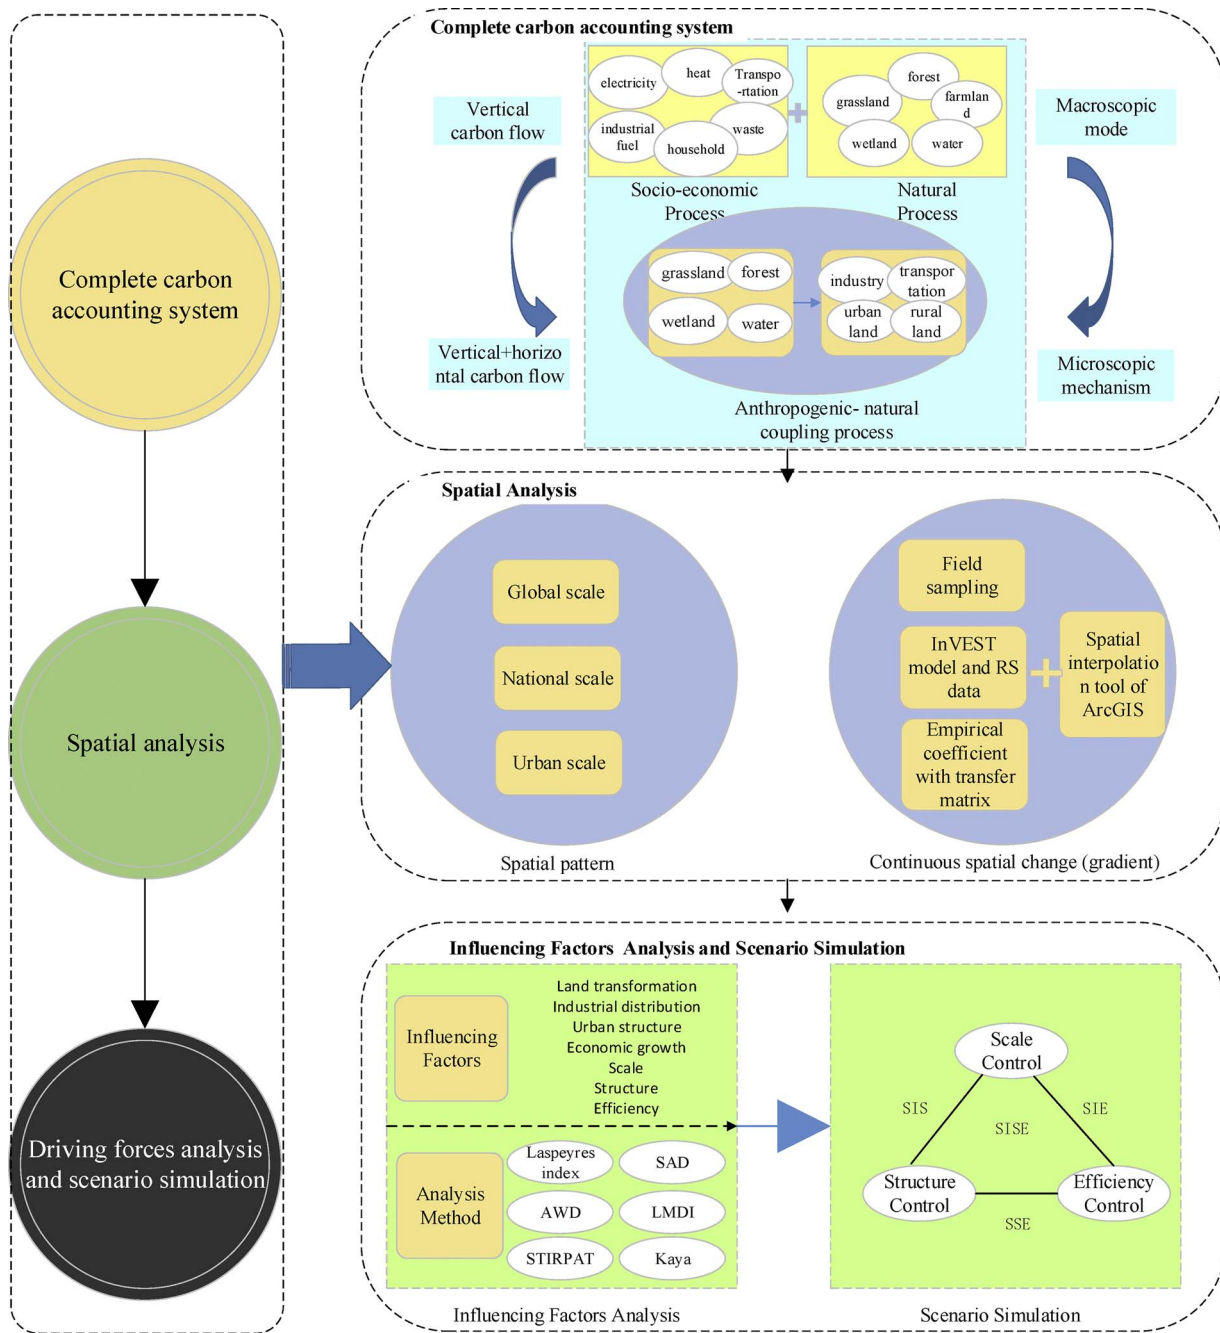 Complete carbon
accounting system
Spatial analysis
Driving forces analysis
and scenario simulation
Complete carbon accounting system
Vertical
carbon flow
Vertical+horizo
ntal carbon flow
electricity
heat
Transpo
-rtation
industrial
fuel
household
waste
Socio-economic
Process
forest
grassland
farmlan
d
wetland
water
Natural
Process
grassland
forest
wetland
water
industry
transpor
tation
urban
land
rural
land
Anthropogenic- natural
coupling process
Macroscopic
mode
Microscopic
mechanism
Spatial Analysis
Global scale
National scale
Urban scale
Spatial pattern
Field
sampling
InVEST
model and RS
data
Empirical
coefficient
with transfer
matrix
Spatial
interpolatio
n tool of
ArcGIS
Continuous spatial change (gradient)
Influencing Factors Analysis and Scenario Simulation
Influencing
Factors
Land transformation
Industrial distribution
Urban structure
Economic growth
Scale
Structure
Efficiency
Analysis
Method
Laspeyres
index
SAD
AWD
LMDI
STIRPAT
Kaya
Influencing Factors Analysis
Scale
Control
SIS
SIE
SISE
Structure
Control
Efficiency
Control
SSE
Scenario Simulation